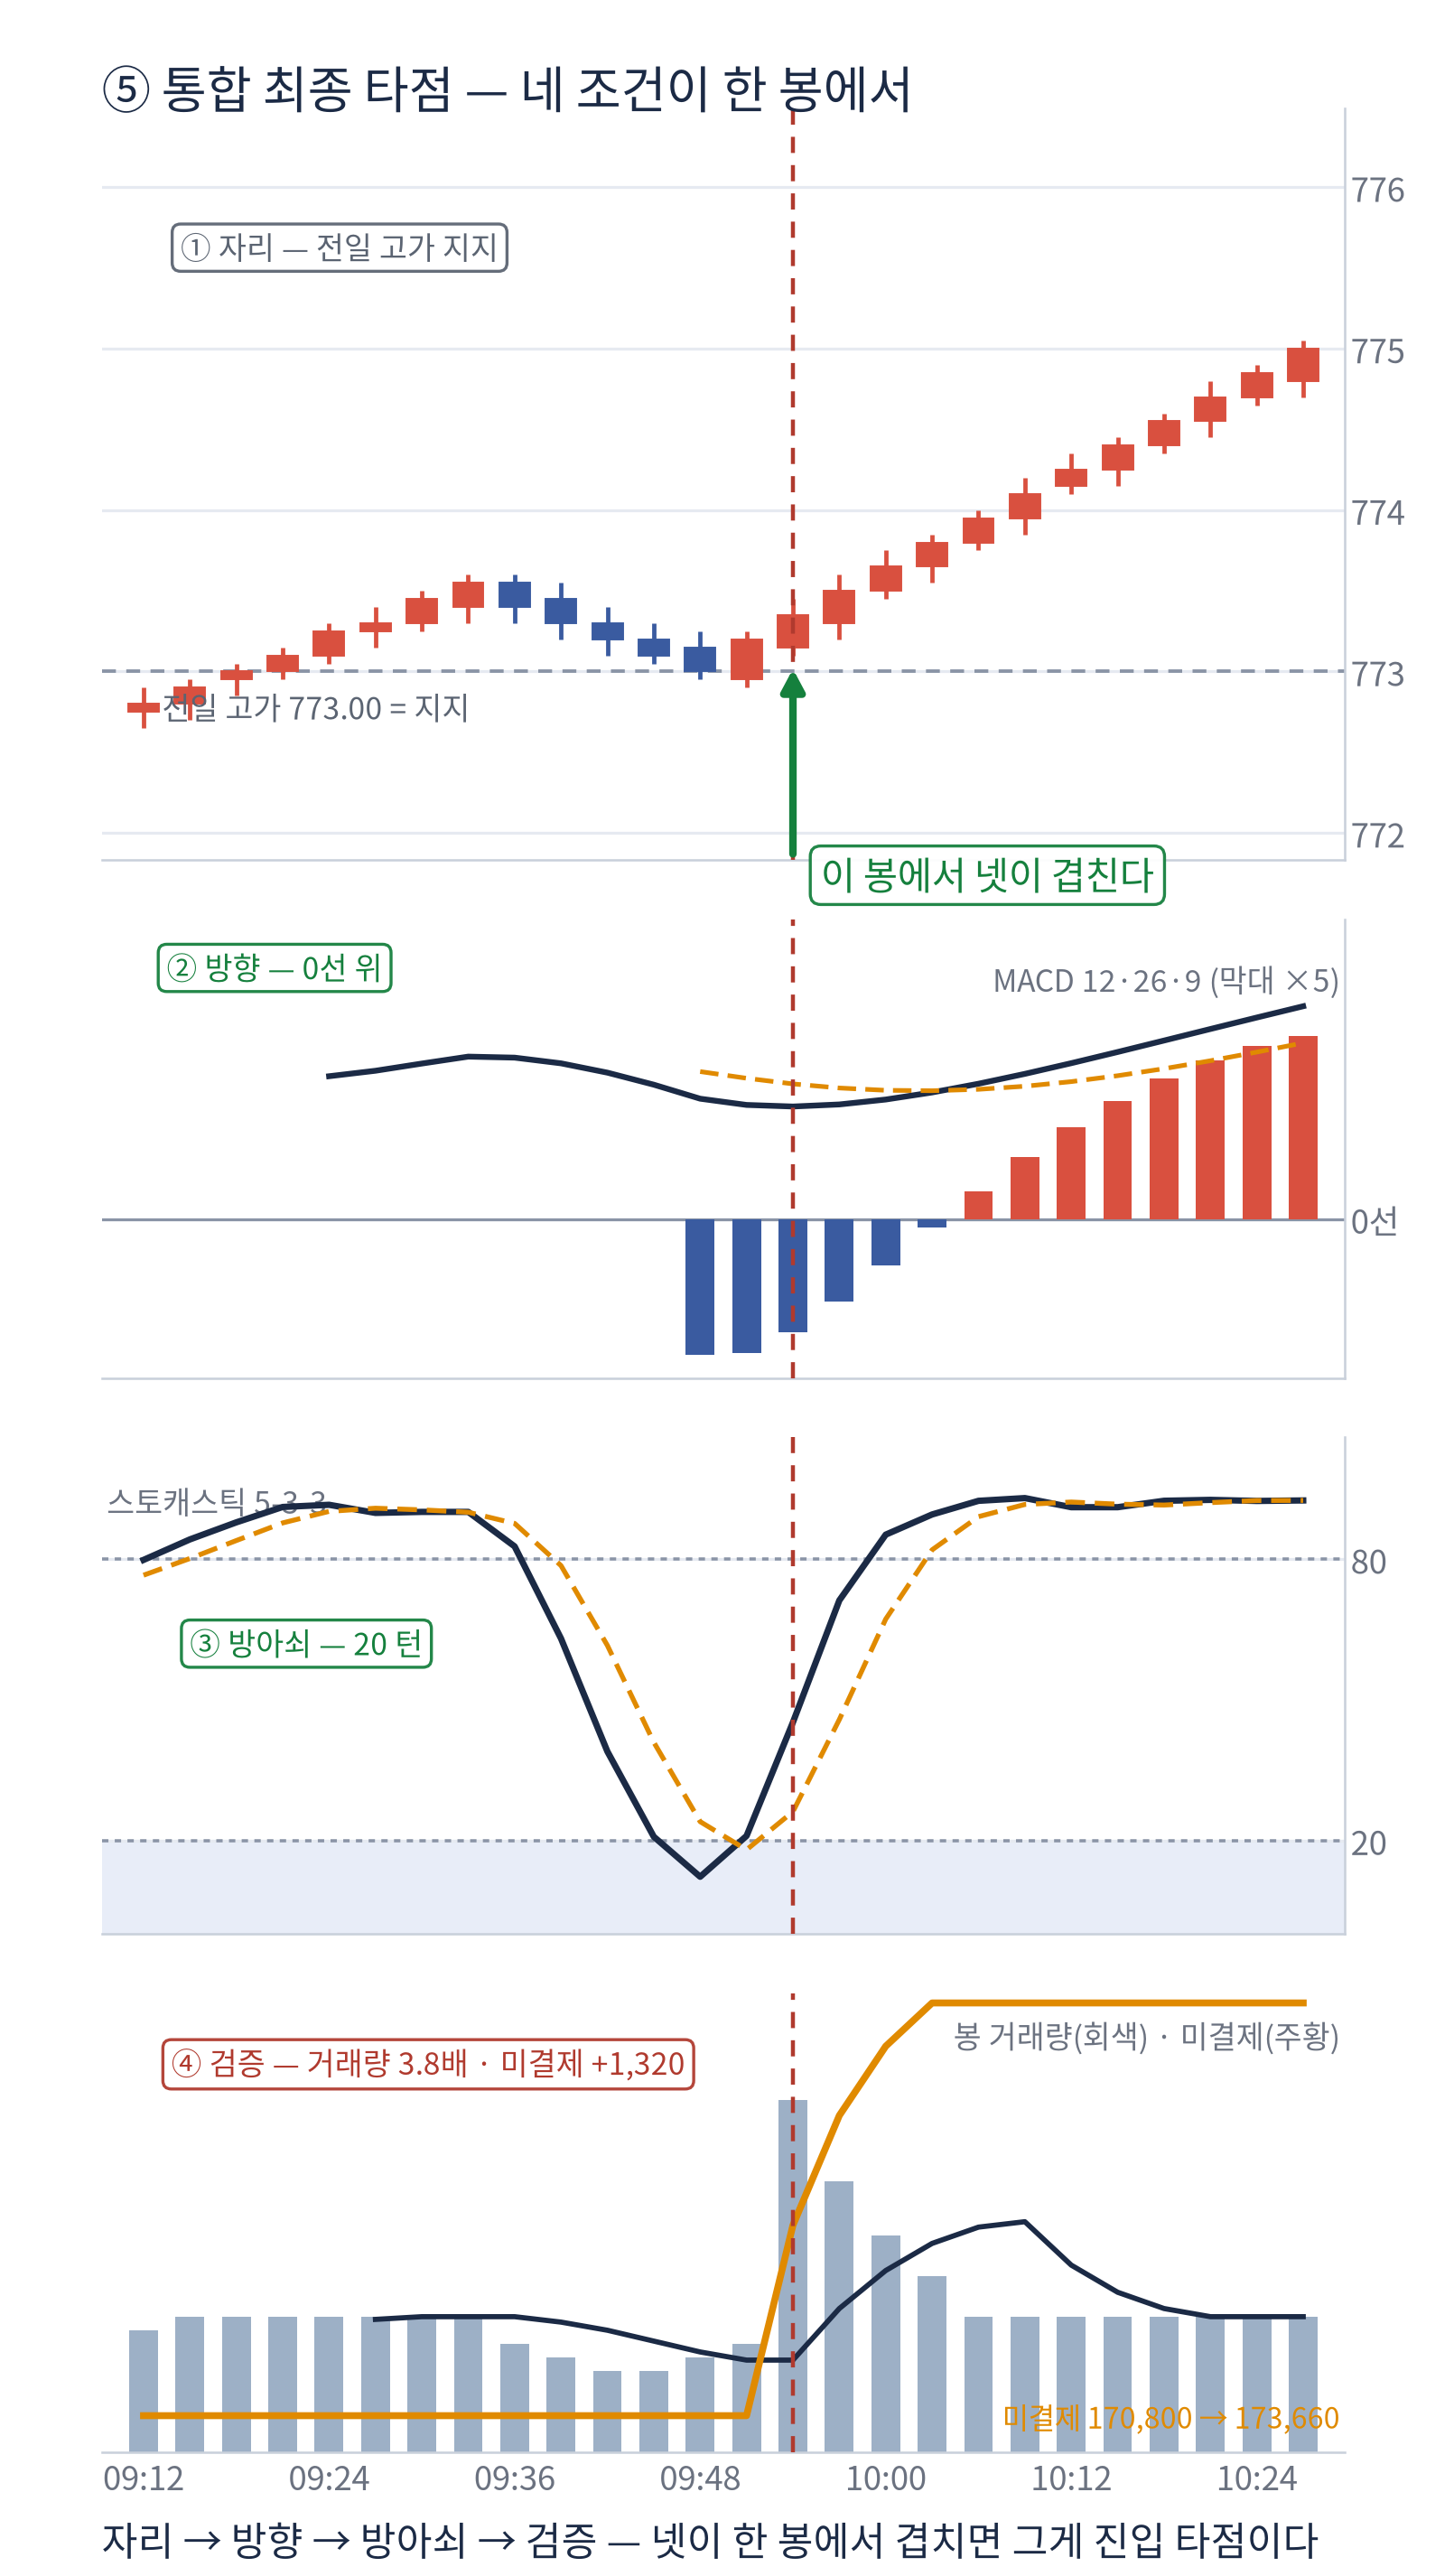 ⑤ 통합 최종 타점 — 네 조건이 한 봉에서
776
① 자리 — 전일 고가 지지
775
774
773
전일 고가 773.00 = 지지
772
이 봉에서 넷이 겹친다
② 방향 — 0선 위
MACD 12·26·9 (막대 ×5)
0선
스토캐스틱 5-3-3
80
③ 방아쇠 — 20 턴
20
봉 거래량(회색) · 미결제(주황)
④ 검증 — 거래량 3.8배 · 미결제 +1,320
미결제 170,800 → 173,660
09:12 09:24 09:36 09:48 10:00 10:12 10:24
자리 → 방향 → 방아쇠 → 검증 — 넷이 한 봉에서 겹치면 그게 진입 타점이다